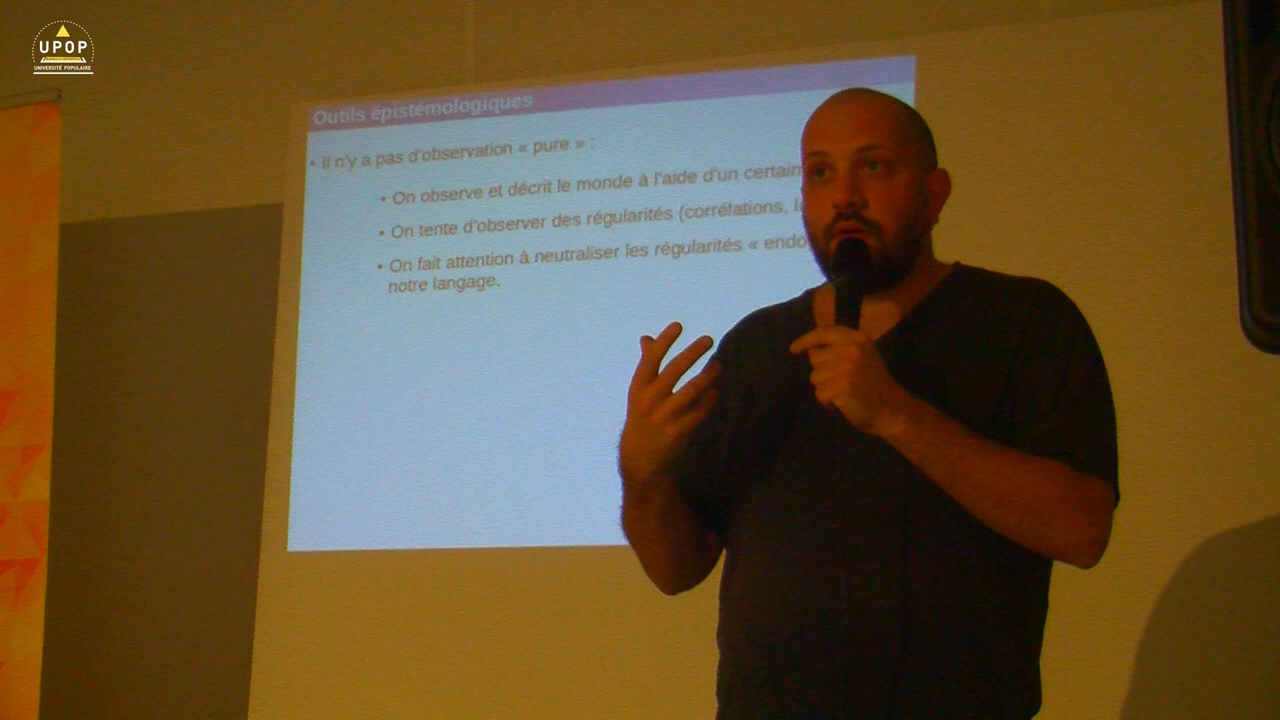 UPOP
UNIVERSITÉ POPULAIRE
Outils épistémologiques
• Il n'y a pas d'observation « pure » :
• On observe et décrit le monde à l'aide d'un certain
• On tente d'observer des régularités (corrélations,
• On fait attention à neutraliser les régularités « endo
notre langage.